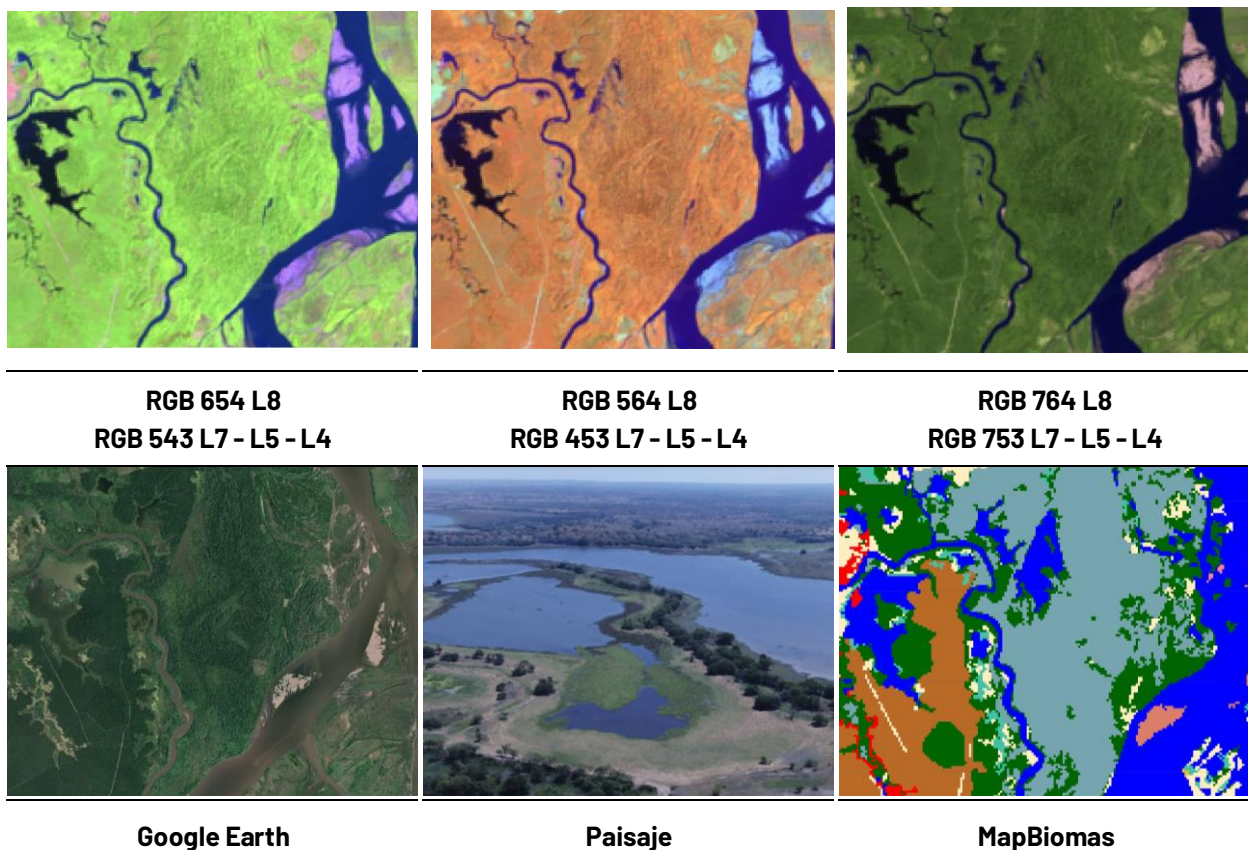 RGB 654 L8
RGB 564 L8
RGB 764 L8
RGB 543 L7 - L5 - L4
RGB 453 L7 - L5 - L4
RGB 753 L7 - L5 - L4
Google Earth
Paisaje
MapBiomas